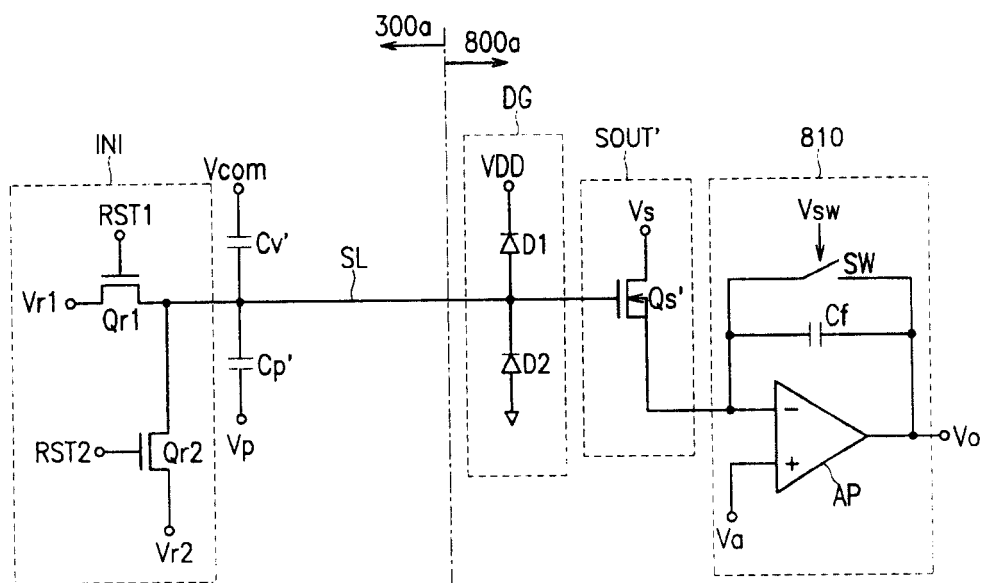 300a
800a
DG
INI
SOUT'
810
Vcom
VDD
RST1
Vs
Vsw
Cv'
D1
SW
SL
Vr1
Qr1
Qs'
Cf
Cp'
D2
RST2
Qr2
Vp
−
Vo
+
AP
Va
Vr2